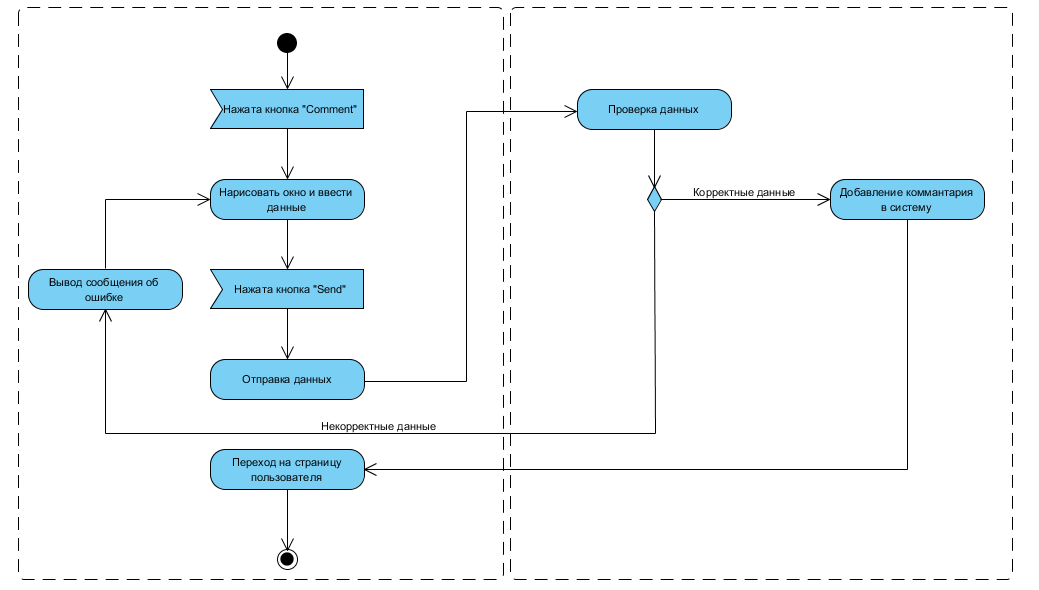 Нажата кнопка "Comment"
Нарисовать окно и ввести
данные
Вывод сообщения об
ошибке
Нажата кнопка "Send"
Отправка данных
Некорректные данные
Переход на страницу
пользователя
Проверка данных
Корректные данные
Добавление коммантария
в систему